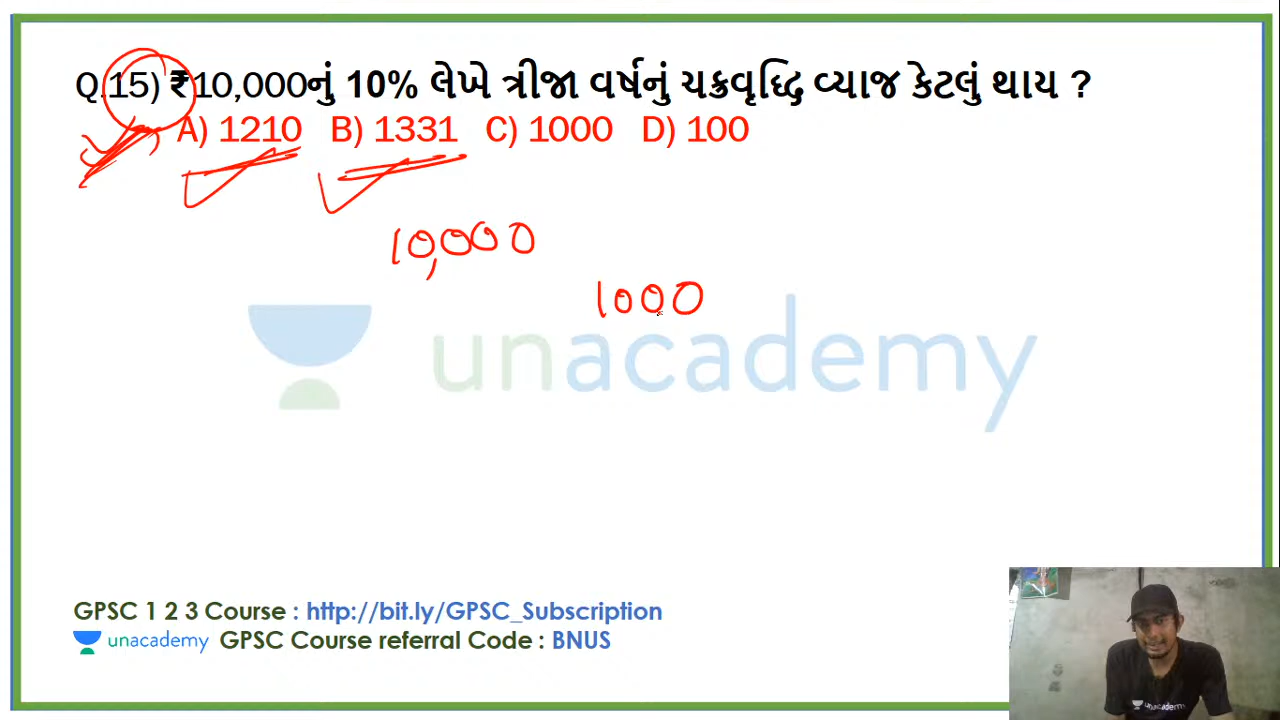 Q.15) ₹10,000નું 10% લેખે ત્રીજા વર્ષનું ચક્રવૃધ્ધિ વ્યાજ કેટલું થાય ?
A) 1210 B) 1331 C) 1000 D) 100
10,000
1000
unacademy
GPSC 1 2 3 Course : http://bit.ly/GPSC_Subscription
unacademy GPSC Course referral Code : BNUS
unacademy